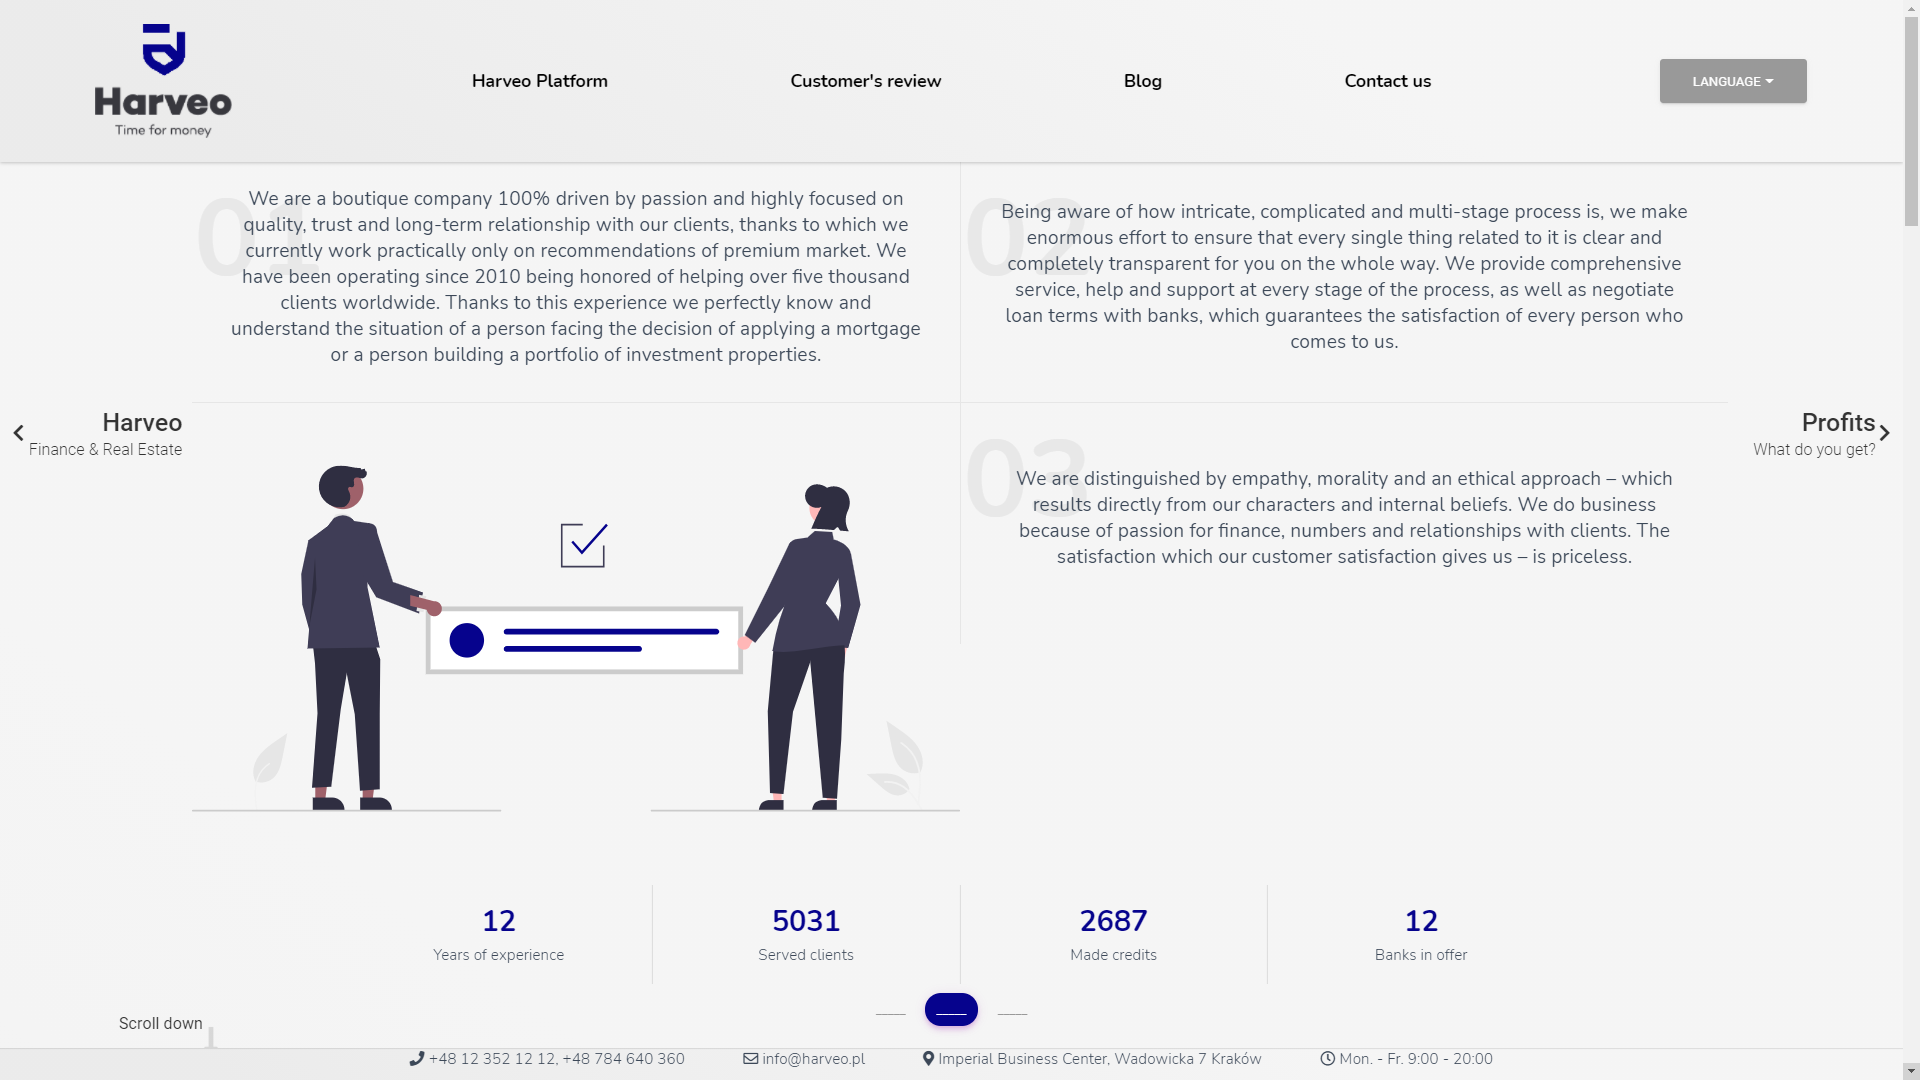 Harveo
Time for money
Harveo Platform
Customer's review
Blog
Contact us
LANGUAGE
01
We are a boutique company 100% driven by passion and highly focused on
quality, trust and long-term relationship with our clients, thanks to which we
currently work practically only on recommendations of premium market. We
have been operating since 2010 being honored of helping over five thousand
clients worldwide. Thanks to this experience we perfectly know and
understand the situation of a person facing the decision of applying a mortgage
or a person building a portfolio of investment properties.
02
Being aware of how intricate, complicated and multi-stage process is, we make
enormous effort to ensure that every single thing related to it is clear and
completely transparent for you on the whole way. We provide comprehensive
service, help and support at every stage of the process, as well as negotiate
loan terms with banks, which guarantees the satisfaction of every person who
comes to us.
Harveo
Finance & Real Estate
Profits
What do you get?
03
We are distinguished by empathy, morality and an ethical approach – which
results directly from our characters and internal beliefs. We do business
because of passion for finance, numbers and relationships with clients. The
satisfaction which our customer satisfaction gives us – is priceless.
12
Years of experience
5031
Served clients
2687
Made credits
12
Banks in offer
Scroll down
+48 12 352 12 12, +48 784 640 360
info@harveo.pl
Imperial Business Center, Wadowicka 7 Kraków
Mon. - Fr. 9:00 - 20:00